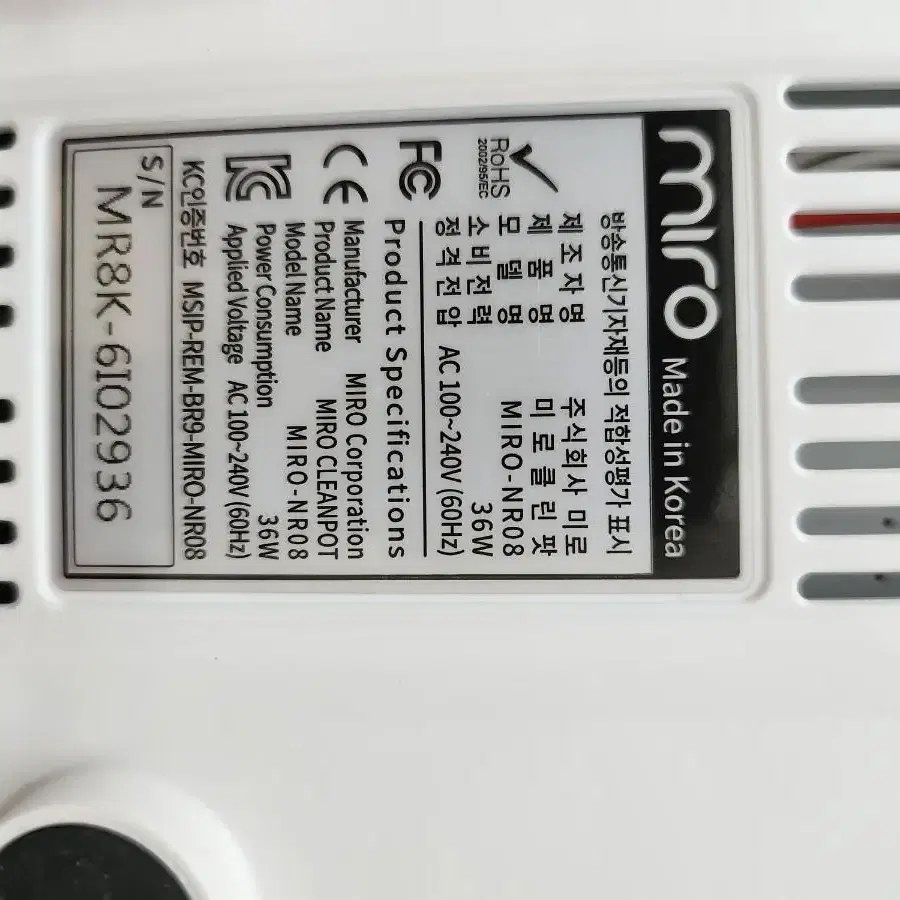 miro Made in Korea
방송통신기자재등의 적합성평가 표시
제조자명 주식회사 미로
제품명 미로클린팟
모델명 MIRO-NR08
소비전력 36W
정격전압 AC 100~240V (60Hz)
RoHS
2002/95/EC
FC
Product Specifications
CE
Manufacturer MIRO Corporation
Product Name MIRO CLEANPOT
Model Name MIRO-NR08
Power Consumption 36W
Applied Voltage AC 100~240V (60Hz)
KC인증번호 MSIP-REM-BR9-MIRO-NR08
S/N
MR8K-6I02936